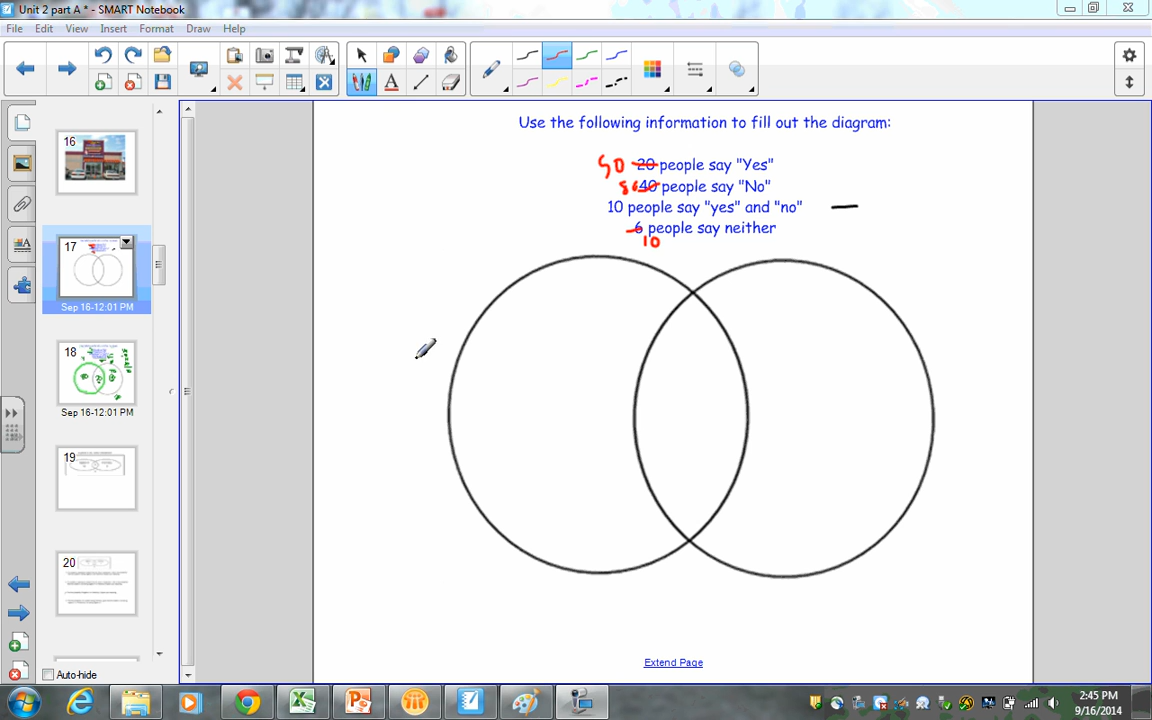 Unit 2 part A * - SMART Notebook
File Edit View Insert Format Draw Help
16
17
Sep 16-12:01 PM
18
Sep 16-12:01 PM
19
20
Auto-hide
Use the following information to fill out the diagram:
50 20 people say "Yes"
40 people say "No"
10 people say "yes" and "no"
6 people say neither
10
Extend Page
2:45 PM
9/16/2014